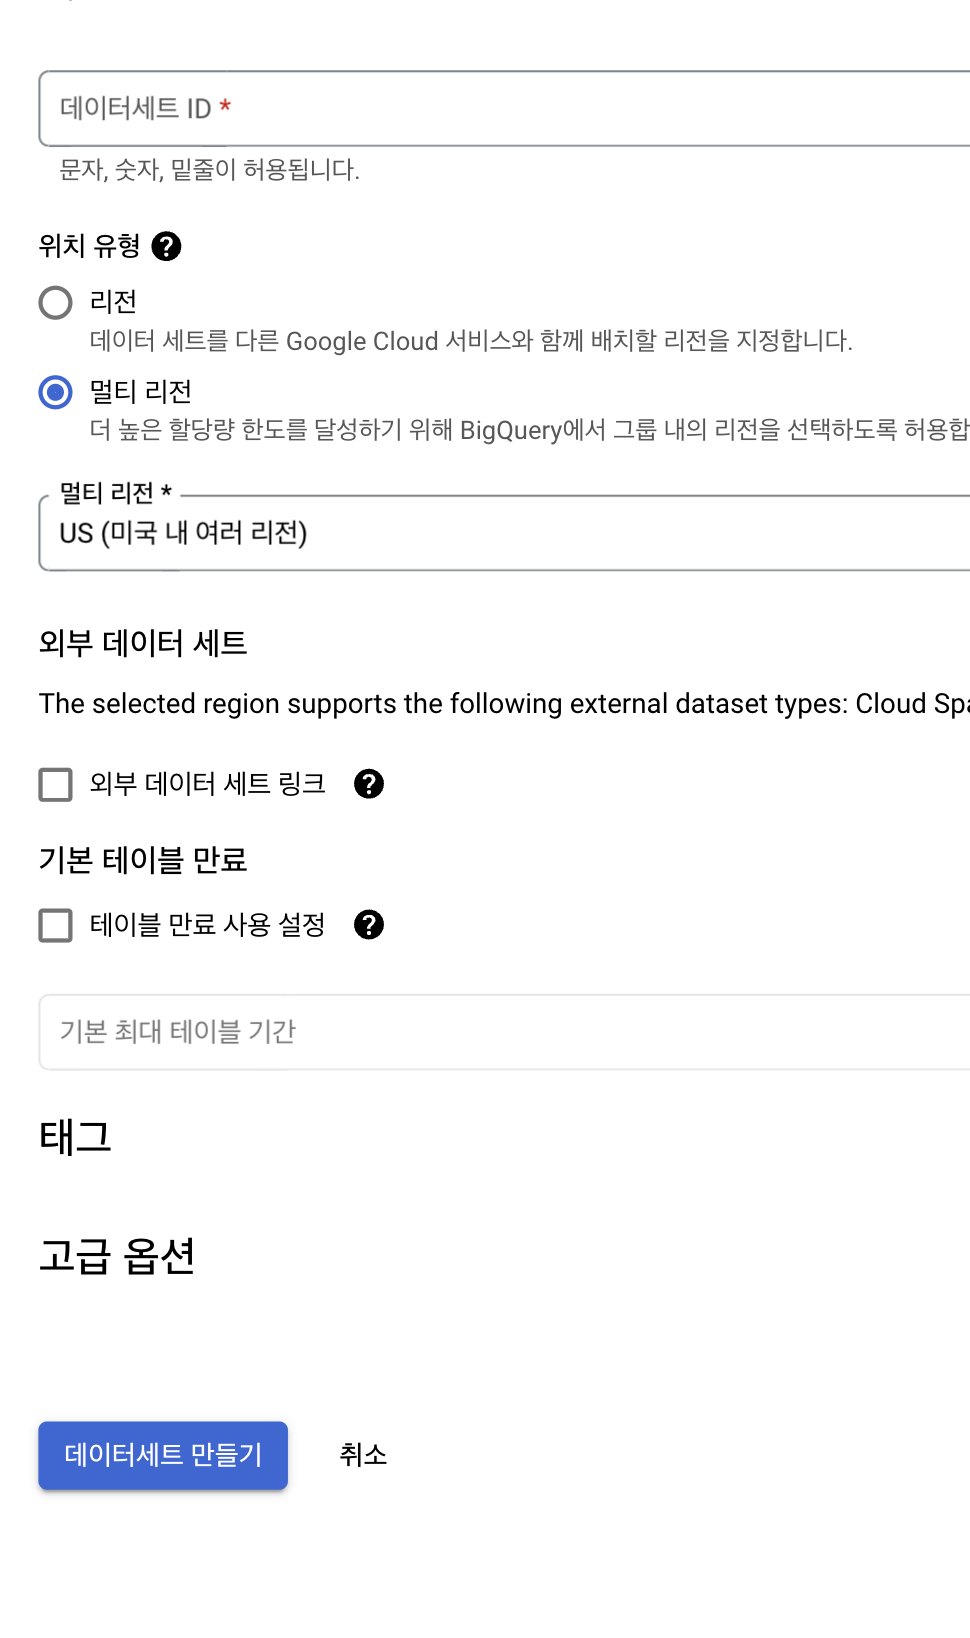 데이터세트 ID *
문자, 숫자, 밑줄이 허용됩니다.
위치 유형 ?
리전
데이터 세트를 다른 Google Cloud 서비스와 함께 배치할 리전을 지정합니다.
멀티 리전
더 높은 할당량 한도를 달성하기 위해 BigQuery에서 그룹 내의 리전을 선택하도록 허용합
멀티 리전 *
US (미국 내 여러 리전)
외부 데이터 세트
The selected region supports the following external dataset types: Cloud Spa
외부 데이터 세트 링크 ?
기본 테이블 만료
테이블 만료 사용 설정 ?
기본 최대 테이블 기간
태그
고급 옵션
데이터세트 만들기 취소